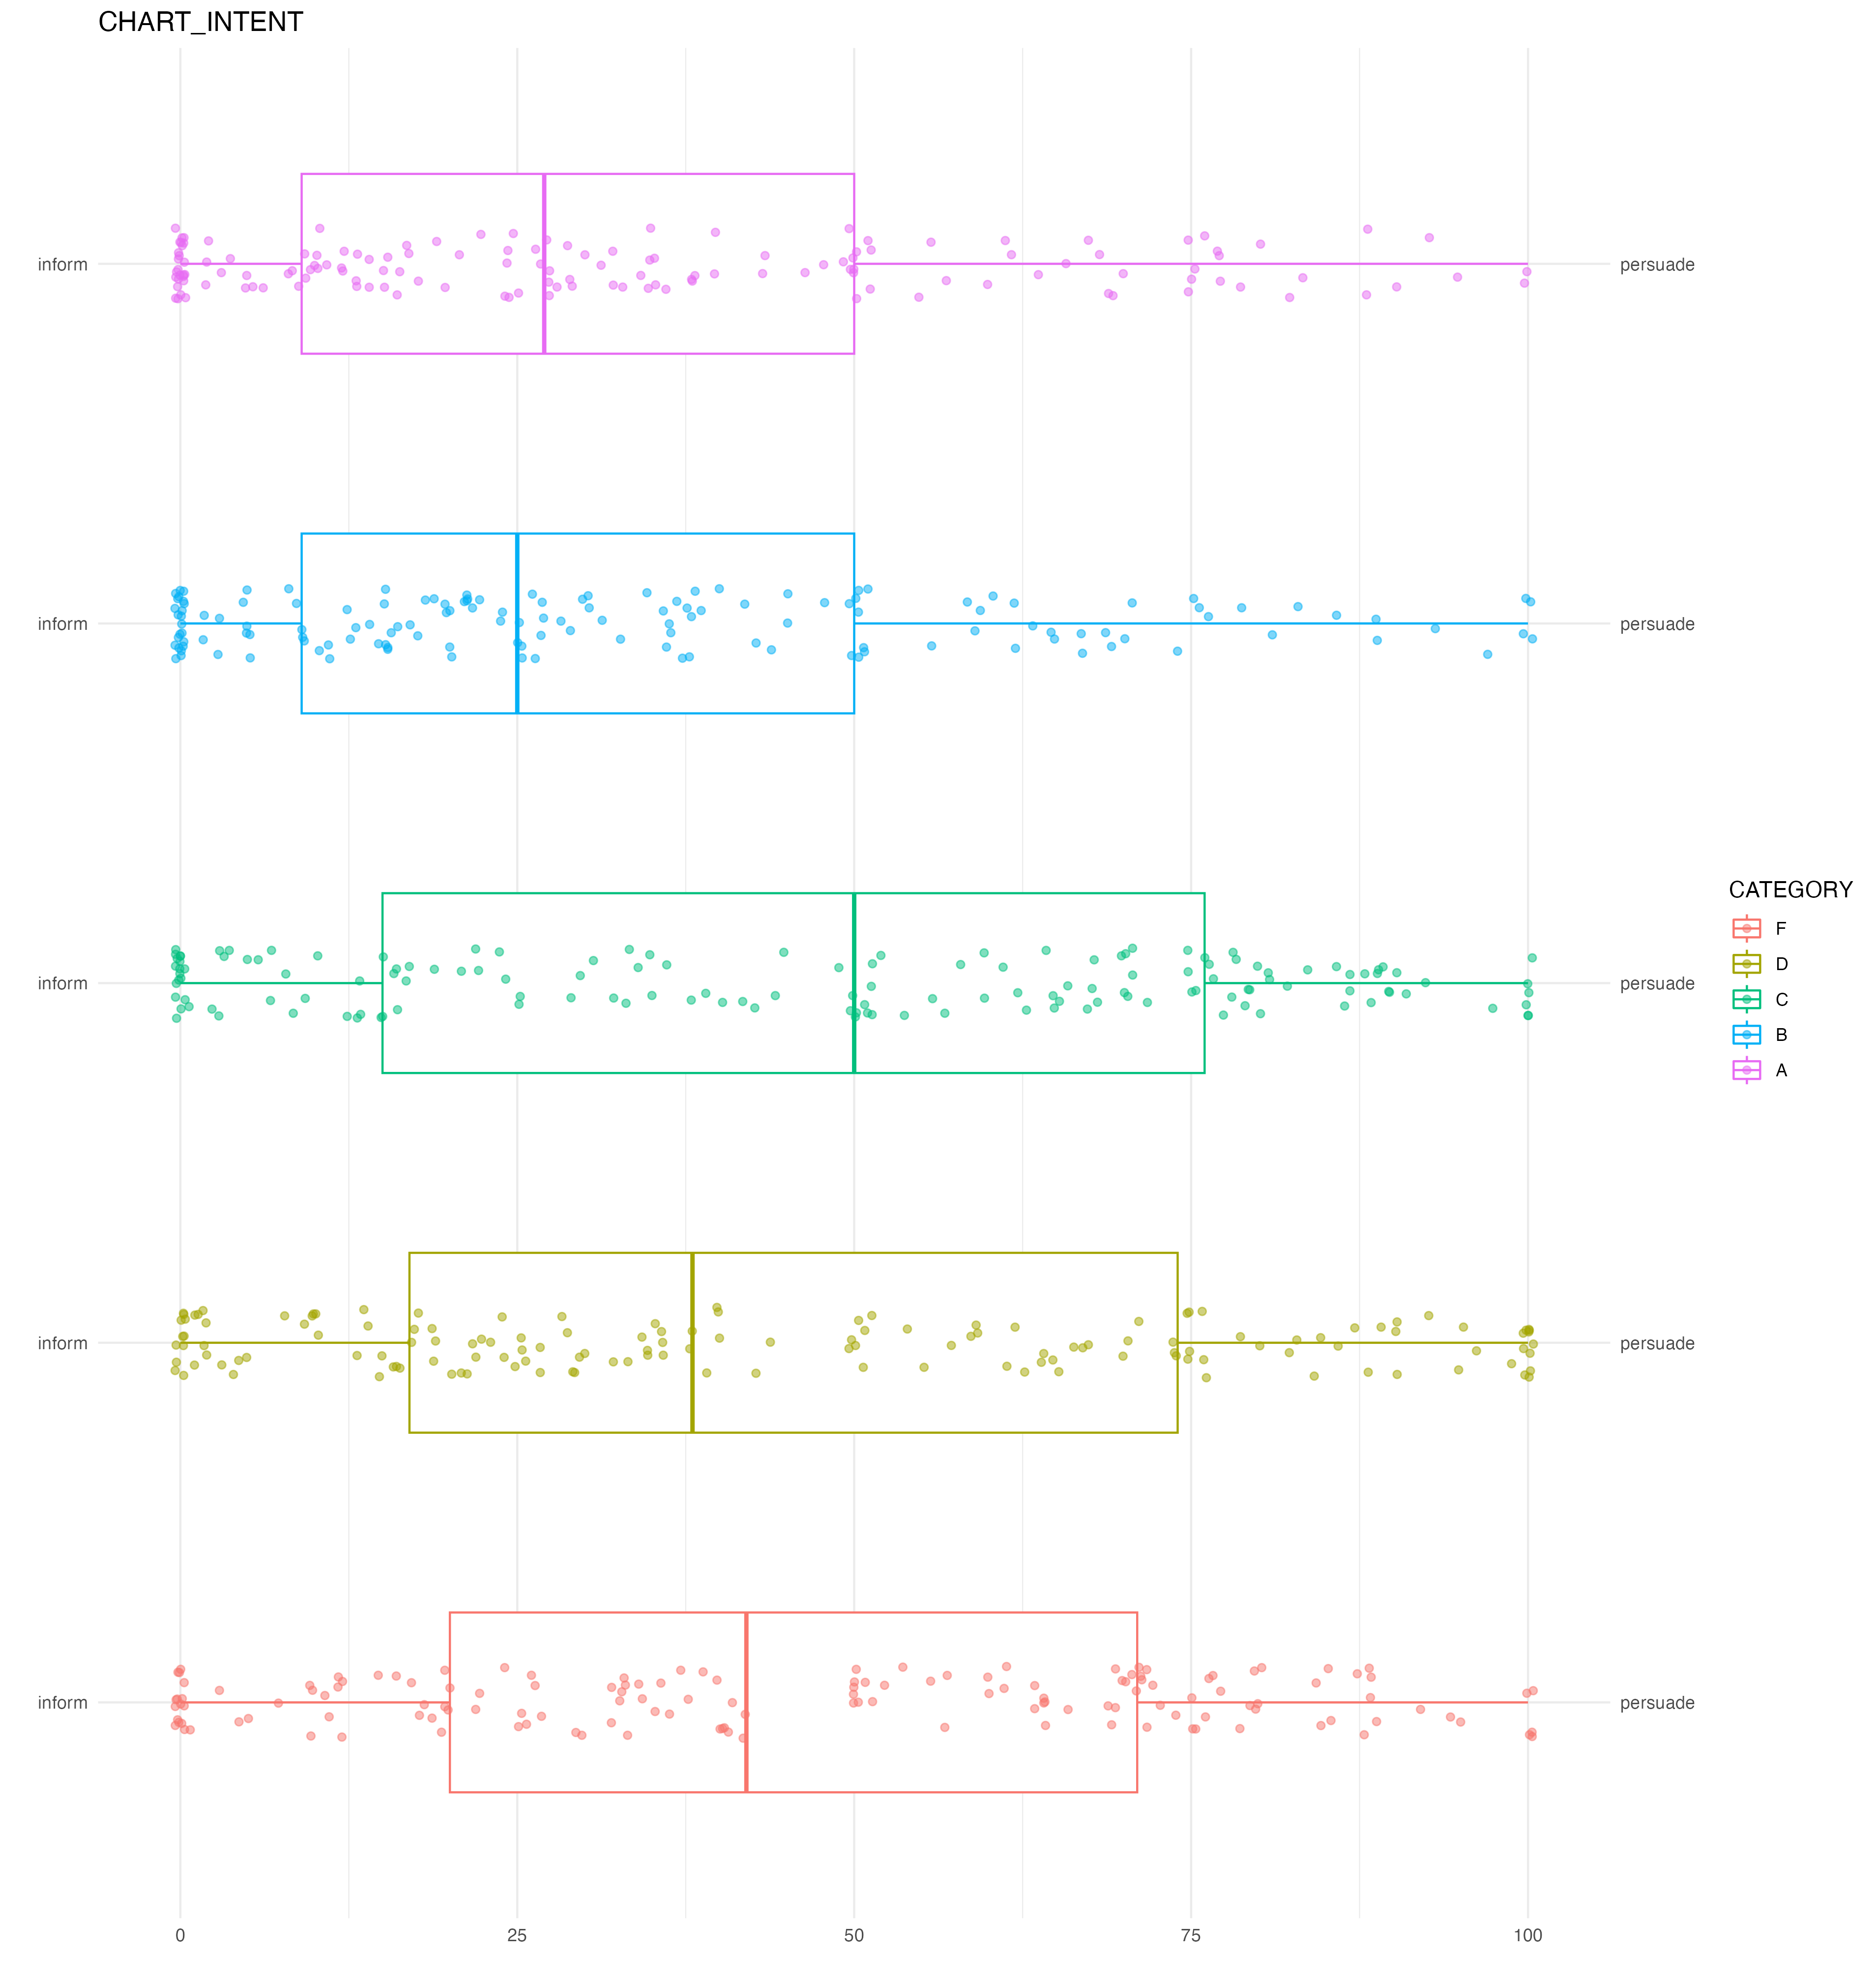 CHART_INTENT
inform persuade
inform persuade
inform persuade
inform persuade
inform persuade
0 25 50 75 100
CATEGORY
F
D
C
B
A